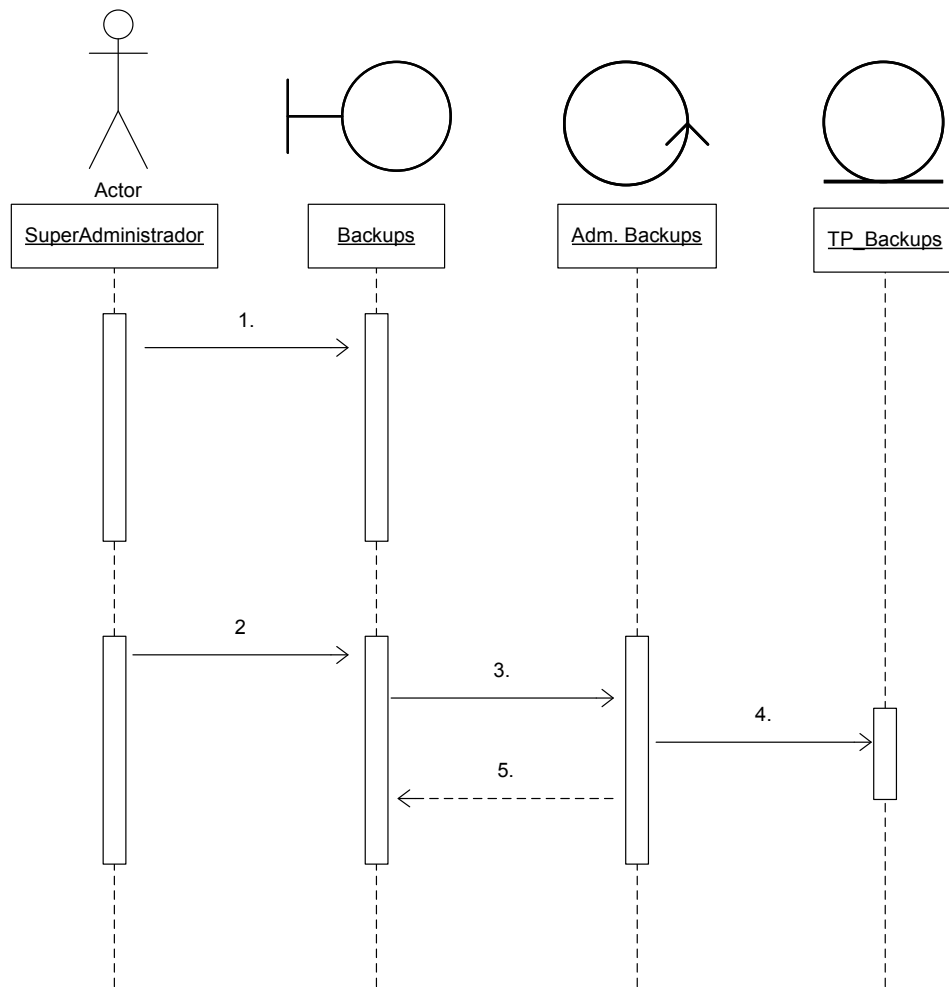 Actor
SuperAdministrador
Backups
Adm. Backups
TP_Backups
1.
2
3.
4.
5.